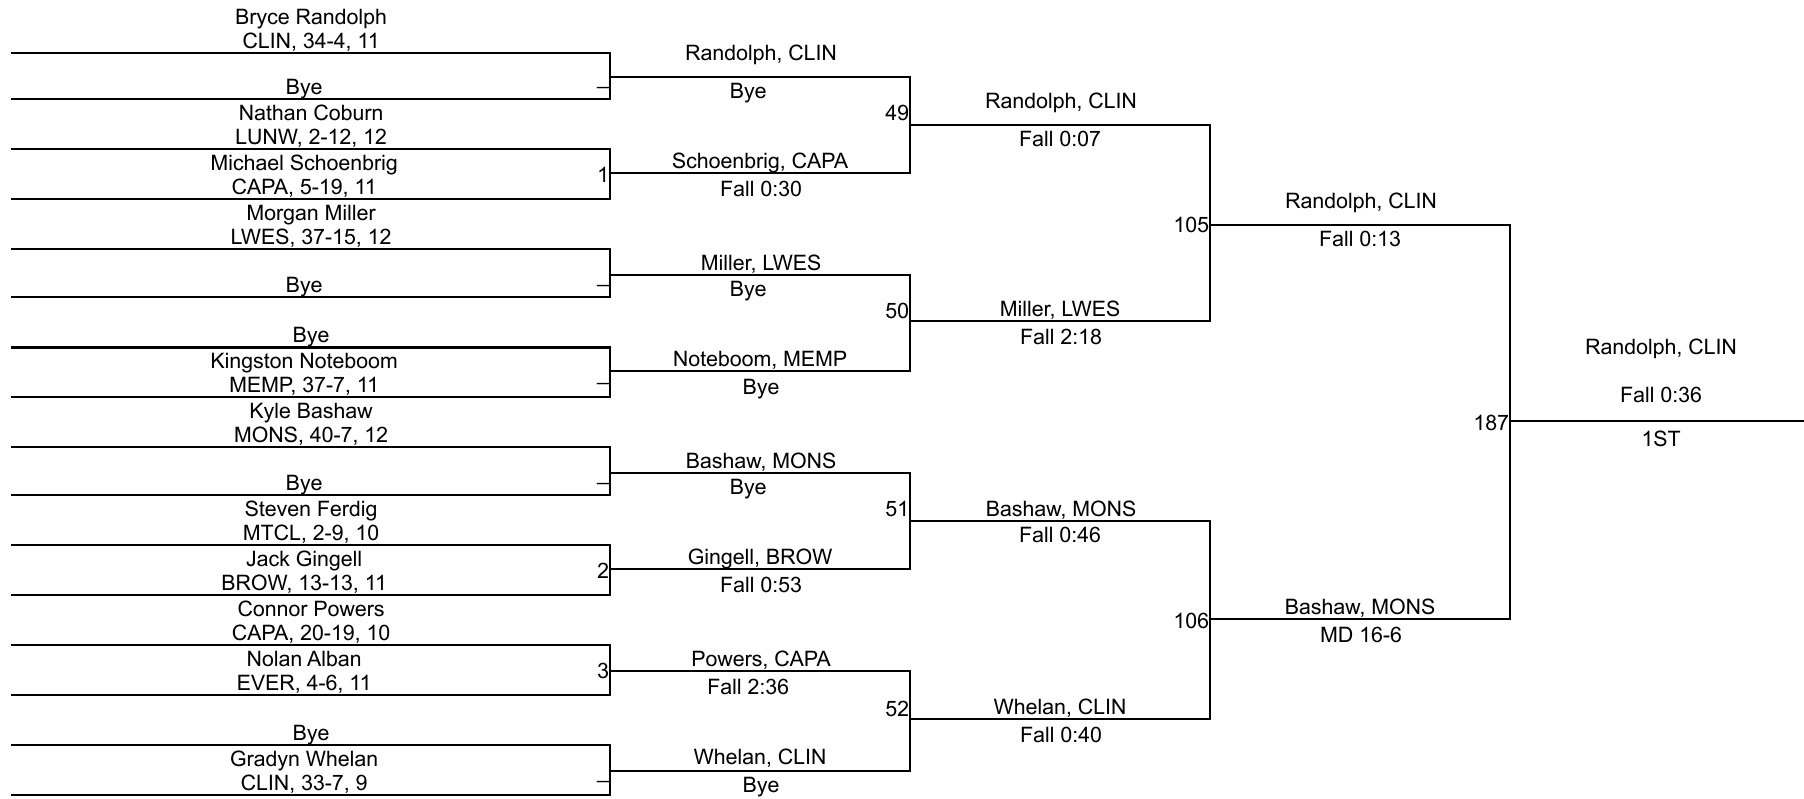 Bryce Randolph
CLIN, 34-4, 11
Bye
Nathan Coburn
LUNW, 2-12, 12
Michael Schoenbrig
CAPA, 5-19, 11
1
Morgan Miller
LWES, 37-15, 12
Bye
Bye
Kingston Noteboom
MEMP, 37-7, 11
Kyle Bashaw
MONS, 40-7, 12
Bye
Steven Ferdig
MTCL, 2-9, 10
Jack Gingell
BROW, 13-13, 11
2
Connor Powers
CAPA, 20-19, 10
Nolan Alban
EVER, 4-6, 11
3
Bye
Gradyn Whelan
CLIN, 33-7, 9
Randolph, CLIN
Bye
49
Schoenbrig, CAPA
Fall 0:30
Miller, LWES
Bye
50
Noteboom, MEMP
Bye
Bashaw, MONS
Bye
51
Gingell, BROW
Fall 0:53
Powers, CAPA
Fall 2:36
52
Whelan, CLIN
Bye
Randolph, CLIN
Fall 0:07
105
Miller, LWES
Fall 2:18
Bashaw, MONS
Fall 0:46
106
Whelan, CLIN
Fall 0:40
Randolph, CLIN
Fall 0:13
187
Bashaw, MONS
MD 16-6
Randolph, CLIN
Fall 0:36
1ST